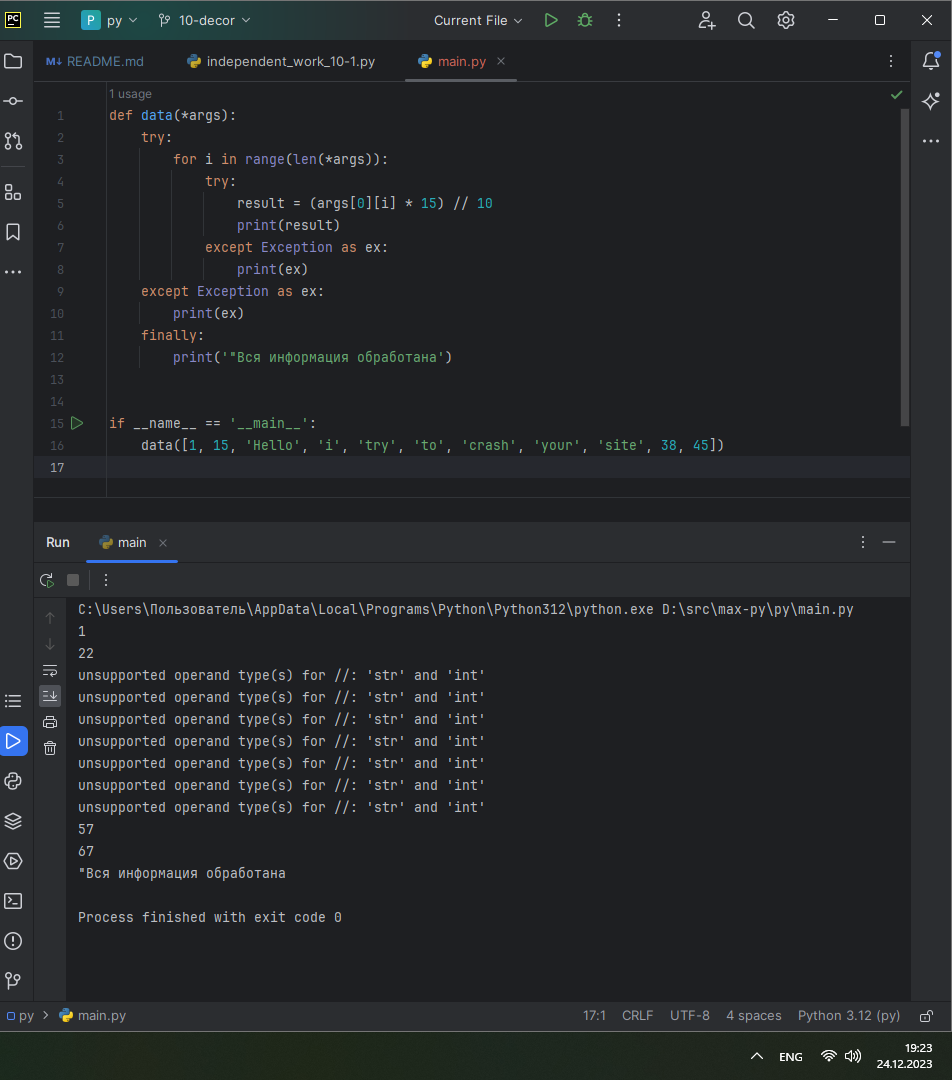 PC P py 10-decor Current File
README.md independent_work_10-1.py main.py
1 usage
1 def data(*args):
2 try:
3 for i in range(len(*args)):
4 try:
5 result = (args[0][i] * 15) // 10
6 print(result)
7 except Exception as ex:
8 print(ex)
9 except Exception as ex:
10 print(ex)
11 finally:
12 print('"Вся информация обработана')
13
14
15 if __name__ == '__main__':
16 data([1, 15, 'Hello', 'i', 'try', 'to', 'crash', 'your', 'site', 38, 45])
17
Run main
C:\Users\Пользователь\AppData\Local\Programs\Python\Python312\python.exe D:\src\max-py\py\main.py
1
22
unsupported operand type(s) for //: 'str' and 'int'
unsupported operand type(s) for //: 'str' and 'int'
unsupported operand type(s) for //: 'str' and 'int'
unsupported operand type(s) for //: 'str' and 'int'
unsupported operand type(s) for //: 'str' and 'int'
unsupported operand type(s) for //: 'str' and 'int'
unsupported operand type(s) for //: 'str' and 'int'
57
67
"Вся информация обработана
Process finished with exit code 0
py > main.py 17:1 CRLF UTF-8 4 spaces Python 3.12 (py)
ENG 19:23
24.12.2023